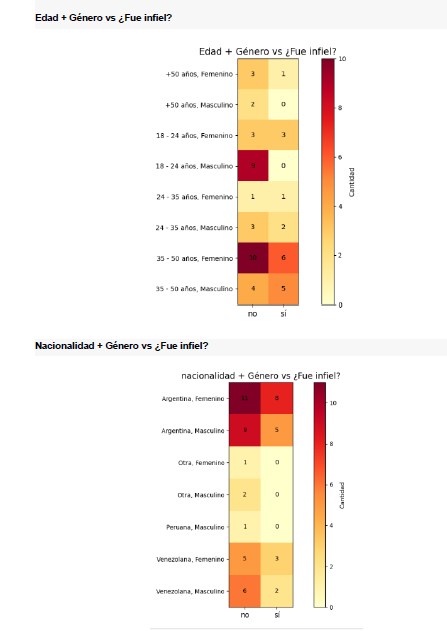 Edad + Género vs ¿Fue infiel?
Edad + Género vs ¿Fue infiel?
+50 años, Femenino 3 1
+50 años, Masculino 2 0
18 - 24 años, Femenino 3 3
18 - 24 años, Masculino 0
24 - 35 años, Femenino 1 1
24 - 35 años, Masculino 3 2
35 - 50 años, Femenino 10 6
35 - 50 años, Masculino 4 5
no sí
10
8
6
4
2
0
Cantidad
Nacionalidad + Género vs ¿Fue infiel?
nacionalidad + Género vs ¿Fue infiel?
Argentina, Femenino
Argentina, Masculino 5
Otra, Femenino 1 0
Otra, Masculino 2 0
Peruana, Masculino 1 0
Venezolana, Femenino 5 3
Venezolana, Masculino 6 2
no sí
10
8
6
4
2
0
Cantidad